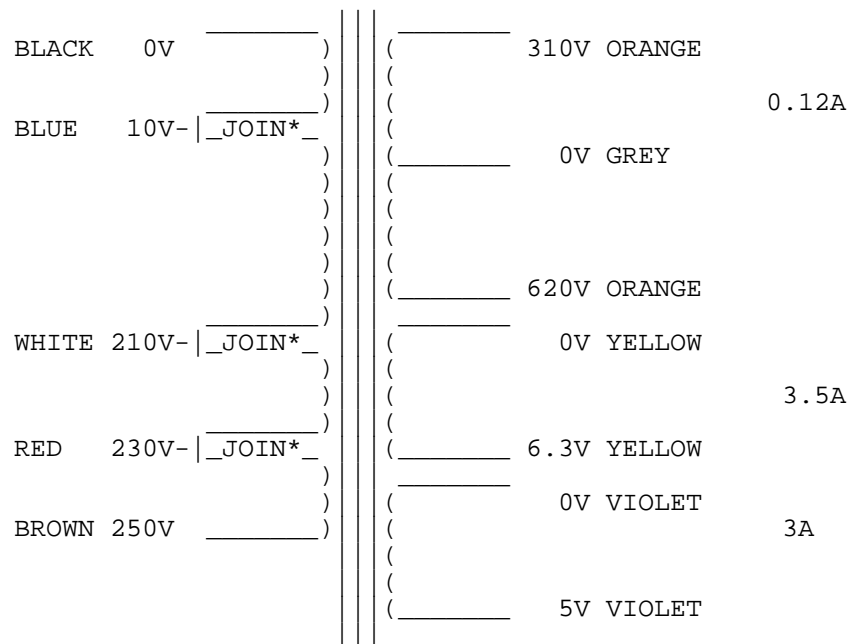 BLACK 0V 310V ORANGE
0.12A
BLUE 10V-|_JOIN*_
0V GREY
620V ORANGE
WHITE 210V-|_JOIN*_ 0V YELLOW
3.5A
RED 230V-|_JOIN*_ 6.3V YELLOW
0V VIOLET
BROWN 250V 3A
5V VIOLET